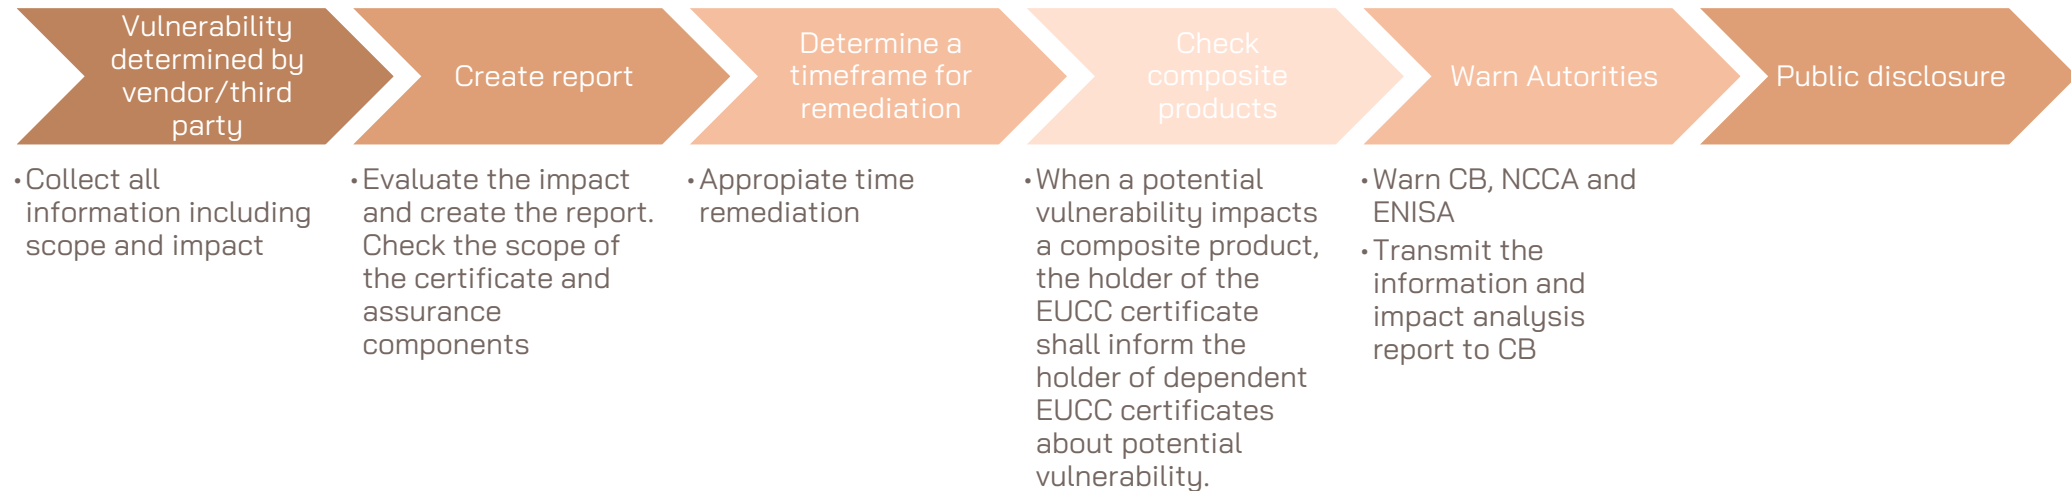 Vulnerability
determined by
vendor/third
party
Create report
Determine a
timeframe for
remediation
Check
composite
products
Warn Autorities
Public disclosure
•Collect all
information including
scope and impact
•Evaluate the impact
and create the report.
Check the scope of
the certificate and
assurance
components
•Appropiate time
remediation
•When a potential
vulnerability impacts
a composite product,
the holder of the
EUCC certificate
shall inform the
holder of dependent
EUCC certificates
about potential
vulnerability.
•Warn CB, NCCA and
ENISA
•Transmit the
information and
impact analysis
report to CB